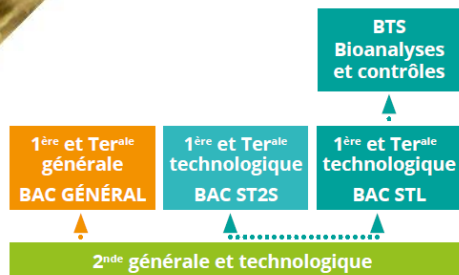 BTS
Bioanalyses
et contrôles
1ère et Terale
générale
BAC GÉNÉRAL
1ère et Terale
technologique
BAC ST2S
1ère et Terale
technologique
BAC STL
2nde générale et technologique